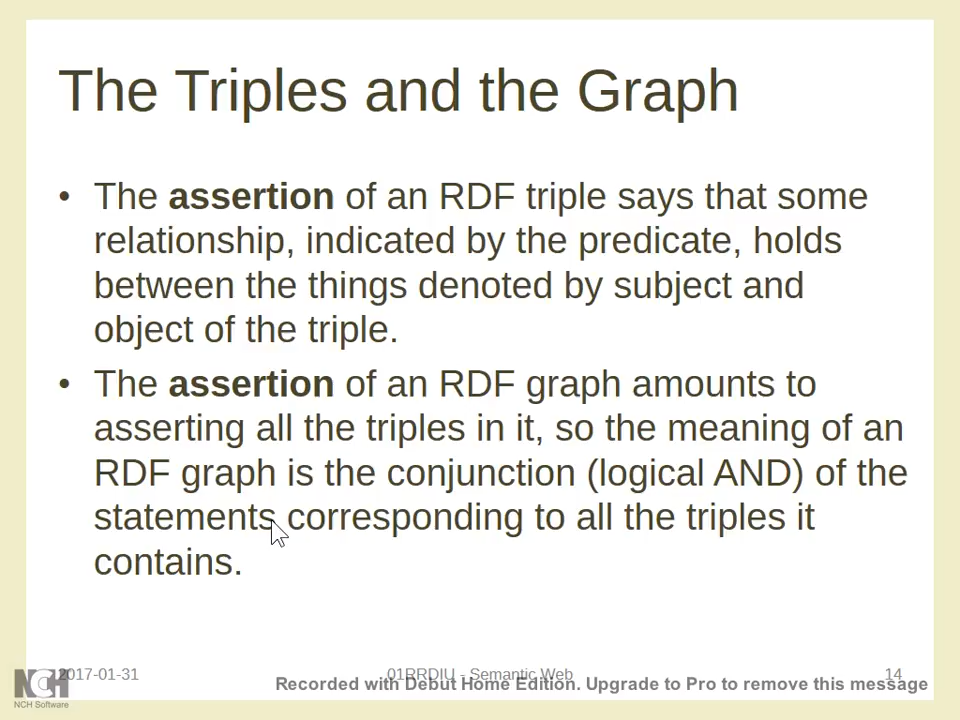 The Triples and the Graph
• The assertion of an RDF triple says that some
relationship, indicated by the predicate, holds
between the things denoted by subject and
object of the triple.
• The assertion of an RDF graph amounts to
asserting all the triples in it, so the meaning of an
RDF graph is the conjunction (logical AND) of the
statements corresponding to all the triples it
contains.
2017-01-31
01RRDIU - Semantic Web
14
NCH
NCH Software
Recorded with Debut Home Edition. Upgrade to Pro to remove this message